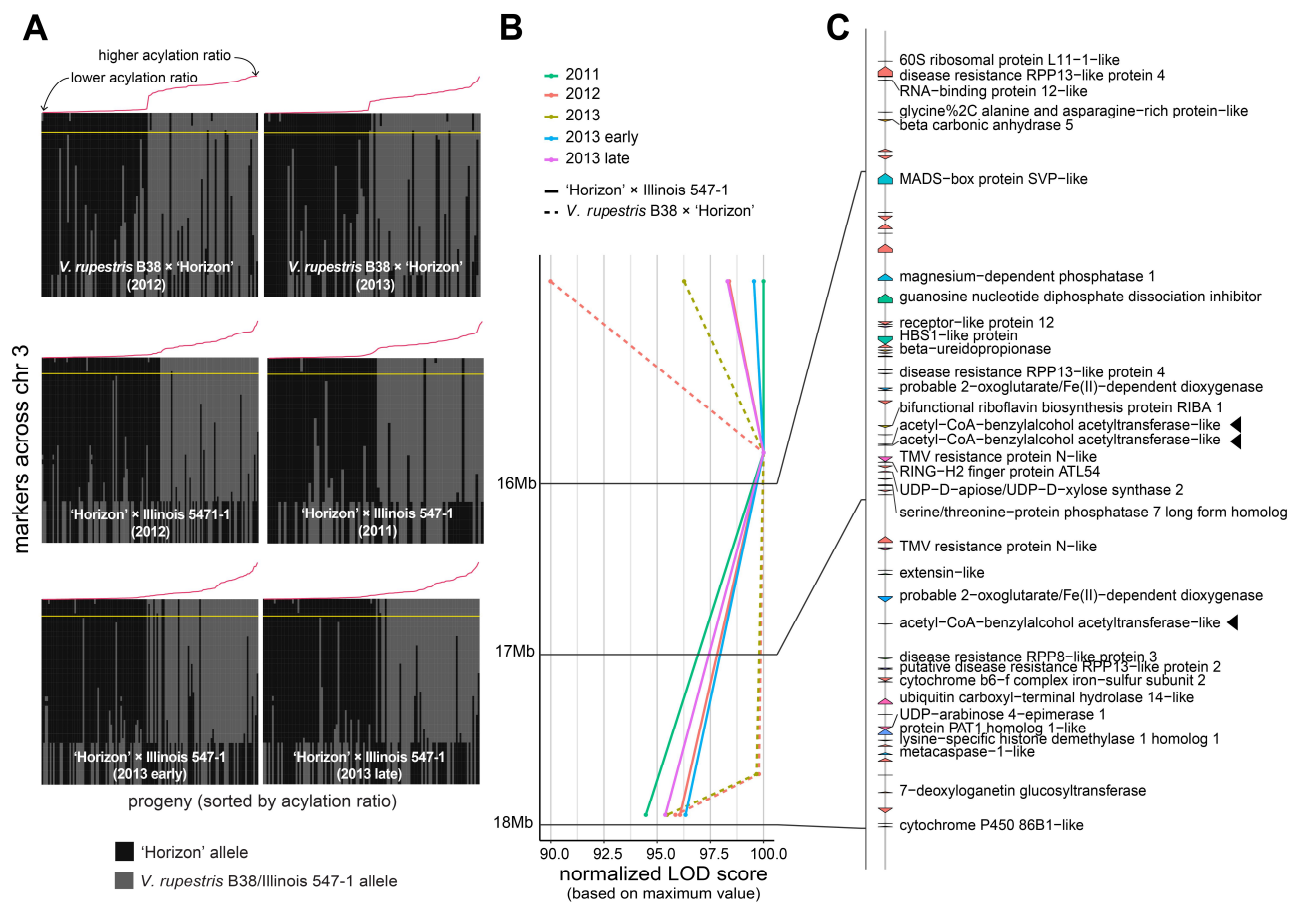 A
higher acylation ratio
lower acylation ratio
V. rupestris B38 × ‘Horizon’
(2012)
V. rupestris B38 × ‘Horizon’
(2013)
‘Horizon’ × Illinois 5471-1
(2012)
‘Horizon’ × Illinois 547-1
(2011)
‘Horizon’ × Illinois 547-1
(2013 early)
‘Horizon’ × Illinois 547-1
(2013 late)
markers across chr 3
progeny (sorted by acylation ratio)
‘Horizon’ allele
V. rupestris B38/Illinois 547-1 allele
B
2011
2012
2013
2013 early
2013 late
‘Horizon’ × Illinois 547-1
V. rupestris B38 × ‘Horizon’
16Mb
17Mb
18Mb
90.0 92.5 95.0 97.5 100.0
normalized LOD score
(based on maximum value)
C
60S ribosomal protein L11−1−like
disease resistance RPP13−like protein 4
RNA−binding protein 12−like
glycine%2C alanine and asparagine−rich protein−like
beta carbonic anhydrase 5
MADS−box protein SVP−like
magnesium−dependent phosphatase 1
guanosine nucleotide diphosphate dissociation inhibitor
receptor−like protein 12
HBS1−like protein
beta−ureidopropionase
disease resistance RPP13−like protein 4
probable 2−oxoglutarate/Fe(II)−dependent dioxygenase
bifunctional riboflavin biosynthesis protein RIBA 1
acetyl−CoA−benzylalcohol acetyltransferase−like
acetyl−CoA−benzylalcohol acetyltransferase−like
TMV resistance protein N−like
RING−H2 finger protein ATL54
UDP−D−apiose/UDP−D−xylose synthase 2
serine/threonine−protein phosphatase 7 long form homolog
TMV resistance protein N−like
extensin−like
probable 2−oxoglutarate/Fe(II)−dependent dioxygenase
acetyl−CoA−benzylalcohol acetyltransferase−like
disease resistance RPP8−like protein 3
putative disease resistance RPP13−like protein 2
cytochrome b6−f complex iron−sulfur subunit 2
ubiquitin carboxyl−terminal hydrolase 14−like
UDP−arabinose 4−epimerase 1
protein PAT1 homolog 1−like
lysine−specific histone demethylase 1 homolog 1
metacaspase−1−like
7−deoxyloganetin glucosyltransferase
cytochrome P450 86B1−like